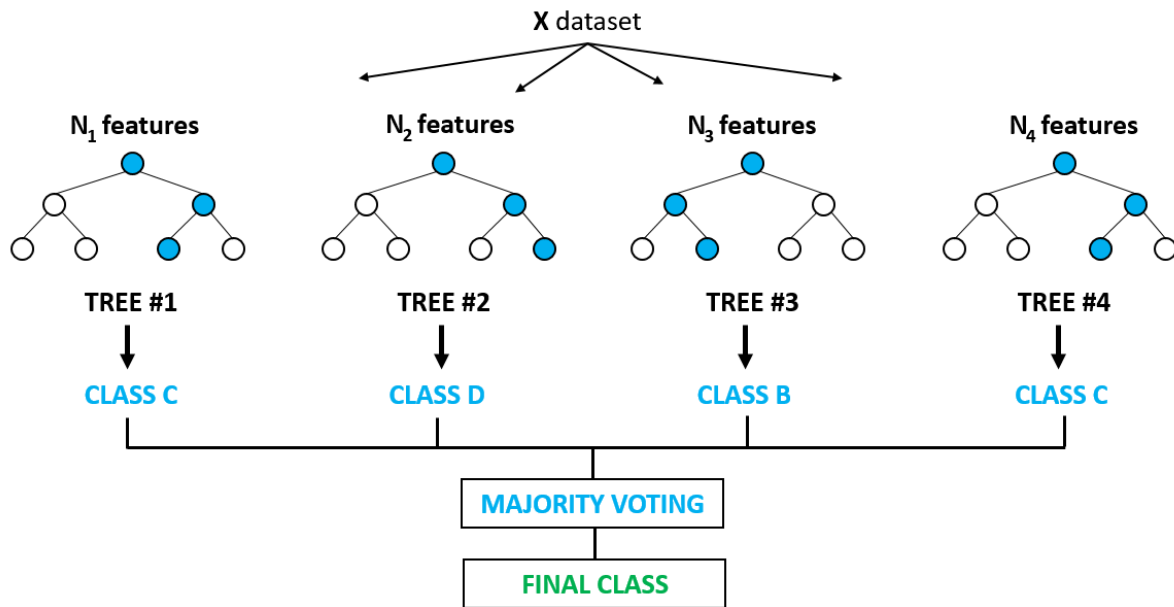 X dataset
N₁ features
N₂ features
N₃ features
N₄ features
TREE #1
TREE #2
TREE #3
TREE #4
CLASS C
CLASS D
CLASS B
CLASS C
MAJORITY VOTING
FINAL CLASS